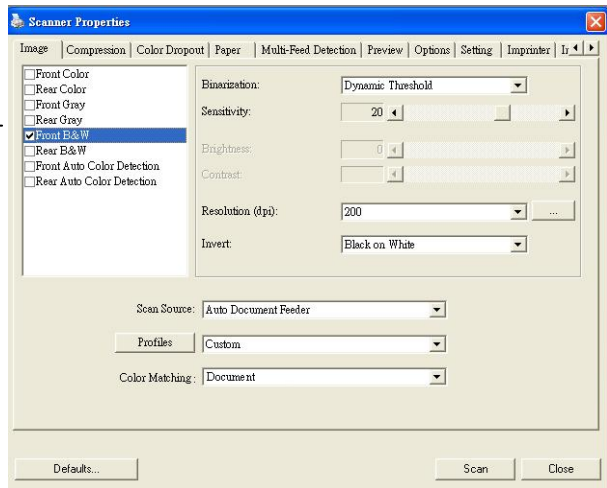 Scanner Properties
Image Compression Color Dropout Paper Multi-Feed Detection Preview Options Setting Imprinter
Front Color
Rear Color
Front Gray
Rear Gray
Front B&W
Rear B&W
Front Auto Color Detection
Rear Auto Color Detection
Binarization: Dynamic Threshold
Sensitivity: 20
Brightness: 0
Contrast:
Resolution (dpi): 200 ...
Invert: Black on White
Scan Source: Auto Document Feeder
Profiles Custom
Color Matching: Document
Defaults... Scan Close